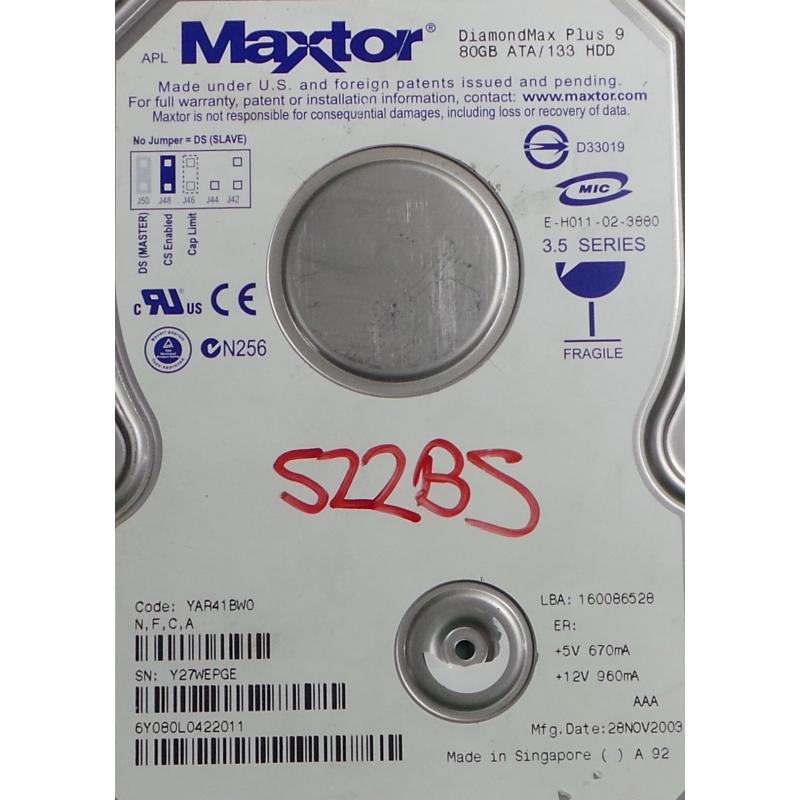 APL Maxtor® DiamondMax Plus 9
80GB ATA/133 HDD
Made under U.S. and foreign patents issued and pending.
For full warranty, patent or installation information, contact: www.maxtor.com
Maxtor is not responsible for consequential damages, including loss or recovery of data.
No Jumper = DS (SLAVE)
J50 J48 J46 J44 J42
DS (MASTER)
CS Enabled
Cap Limit
D33019
MIC
E-H011-02-3880
3.5 SERIES
FRAGILE
c UR US CE
N256
S22BS
Code: YAR41BW0
N,F,C,A
SN: Y27WEPGE
6Y080L0422011
LBA: 160086528
ER:
+5V 670mA
+12V 960mA
AAA
Mfg.Date:28NOV2003
Made in Singapore ( ) A 92